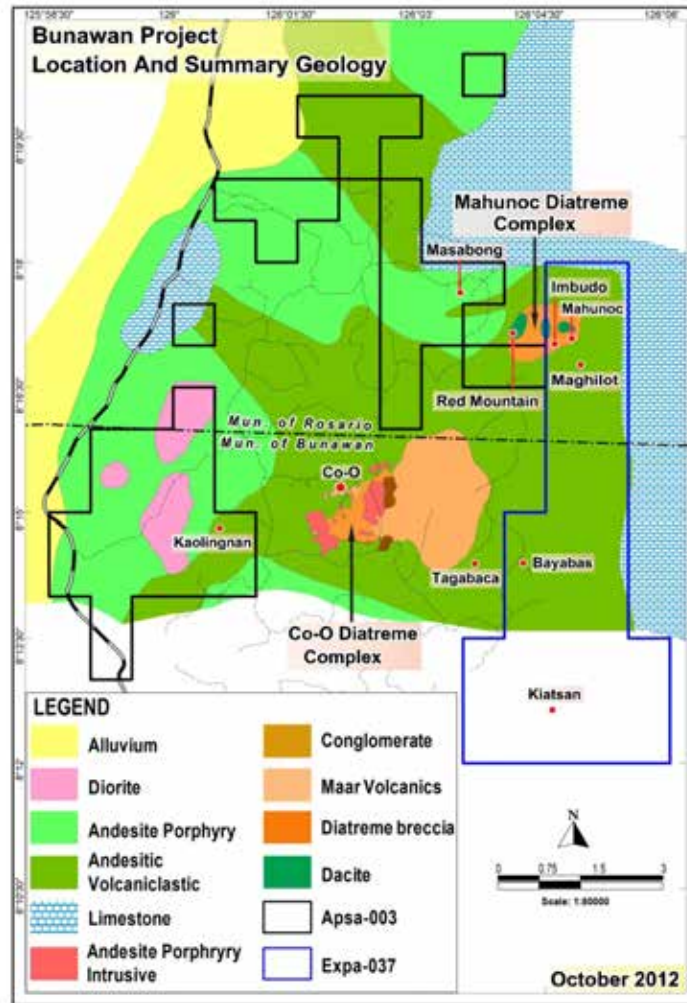 125°58'30"
126°
126°01'30"
126°03'
126°04'30"
126°06'
Bunawan Project
Location And Summary Geology
8°19'30"
Mahunoc Diatreme
Complex
Masabong
8°18'
Imbudo
Mahunoc
Maghilot
8°16'30"
Red Mountain
Mun. of Rosario
Mun. of Bunawan
Co-O
8°15'
Kaolingnan
Tagabaca
Bayabas
Co-O Diatreme
Complex
Kiatsan
LEGEND
Alluvium
Conglomerate
Diorite
Maar Volcanics
Andesite Porphyry
Diatreme breccia
Andesitic
Volcaniclastic
Dacite
Limestone
Apsa-003
Andesite Porphryry
Intrusive
Expa-037
8°12'
N
0 0.75 1.5 3
Scale: 1:80000
October 2012